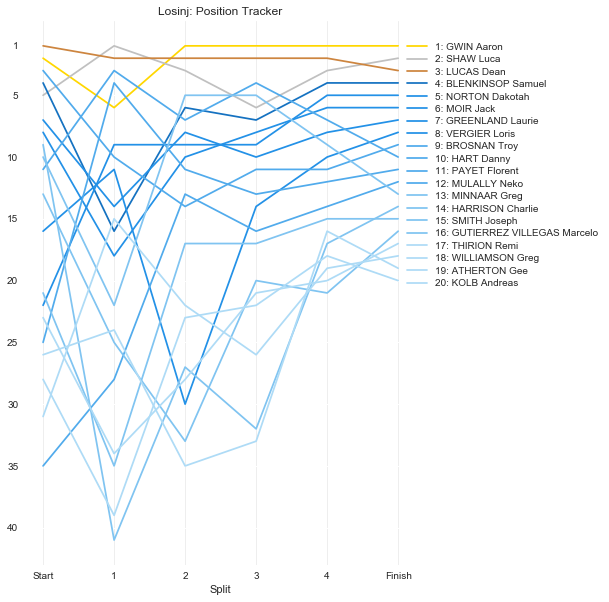 Losinj: Position Tracker
1
5
10
15
20
25
30
35
40
1: GWIN Aaron
2: SHAW Luca
3: LUCAS Dean
4: BLENKINSOP Samuel
5: NORTON Dakotah
6: MOIR Jack
7: GREENLAND Laurie
8: VERGIER Loris
9: BROSNAN Troy
10: HART Danny
11: PAYET Florent
12: MULALLY Neko
13: MINNAAR Greg
14: HARRISON Charlie
15: SMITH Joseph
16: GUTIERREZ VILLEGAS Marcelo
17: THIRION Remi
18: WILLIAMSON Greg
19: ATHERTON Gee
20: KOLB Andreas
Start 1 2 3 4 Finish
Split